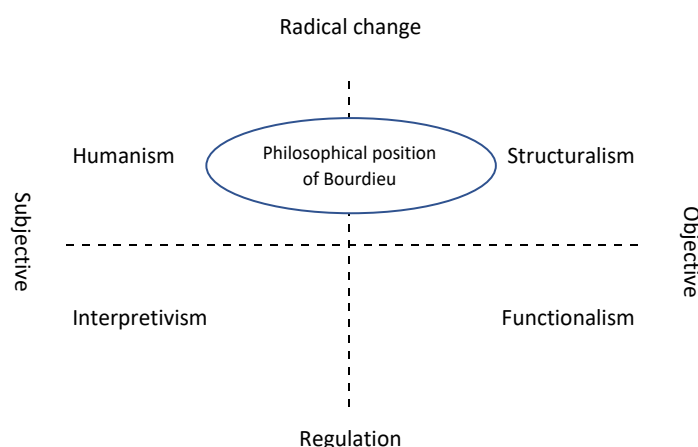 Radical change
Humanism
Philosophical position
of Bourdieu
Structuralism
Subjective
Objective
Interpretivism
Functionalism
Regulation